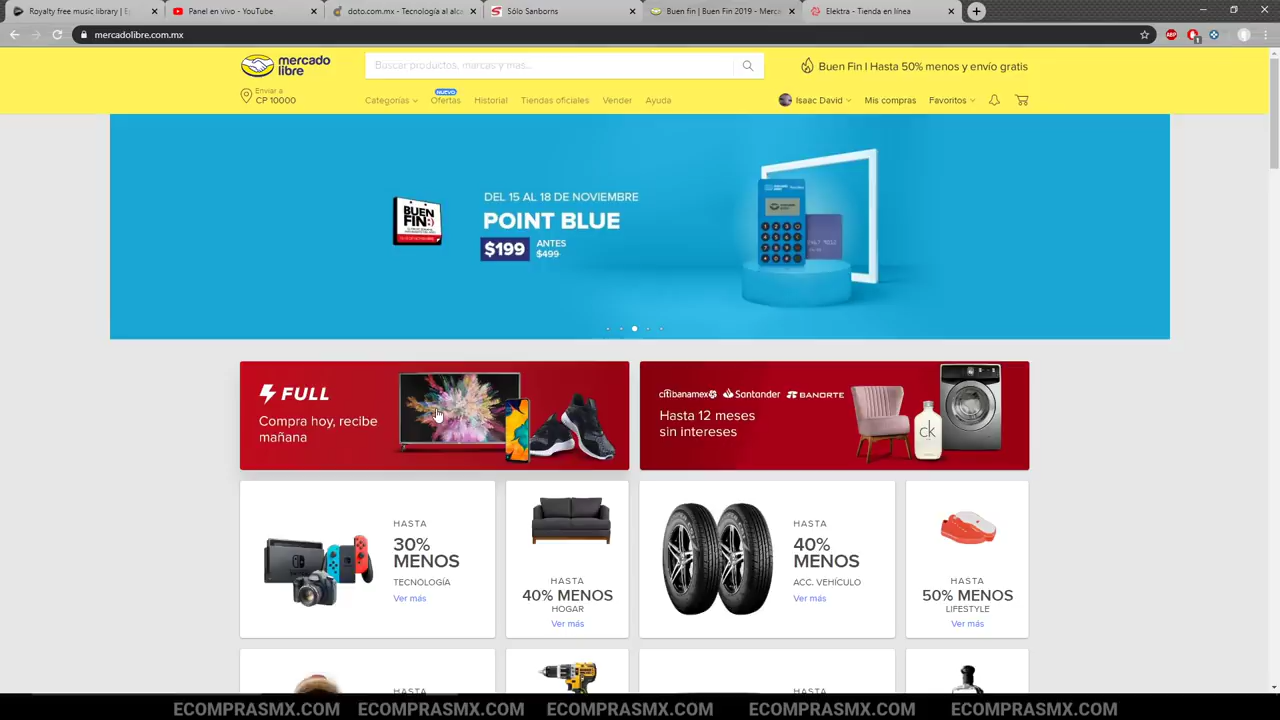 Royalty free music library | E
Panel en vivo - YouTube
doto.com.mx - Tecnología al alca
Sólo Sanborns
Buen fin | Buen Fin 2019 - Merca
Elektra - Tienda en línea
mercadolibre.com.mx
ABP
1
mercado
libre
Buscar productos, marcas y más...
Buen Fin | Hasta 50% menos y envío gratis
Enviar a
CP 10000
Categorías
NUEVO
Ofertas
Historial
Tiendas oficiales
Vender
Ayuda
Isaac David
Mis compras
Favoritos
BUEN
FIN
DEL 15 AL 18 DE NOVIEMBRE
POINT BLUE
$199
ANTES
$499
FULL
Compra hoy, recibe
mañana
citibanamex Santander BANORTE
Hasta 12 meses
sin intereses
ck
HASTA
30%
MENOS
TECNOLOGÍA
Ver más
HASTA
40% MENOS
HOGAR
Ver más
HASTA
40%
MENOS
ACC. VEHÍCULO
Ver más
HASTA
50% MENOS
LIFESTYLE
Ver más
HASTA
HASTA
ECOMPRASMX.COM ECOMPRASMX.COM ECOMPRASMX.COM ECOMPRASMX.COM ECOMPRASMX.COM